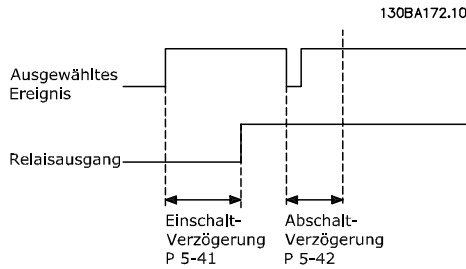 130BA172.10
Ausgewähltes
Ereignis
Relaisausgang
Einschalt-
Verzögerung
P 5-41
Abschalt-
Verzögerung
P 5-42